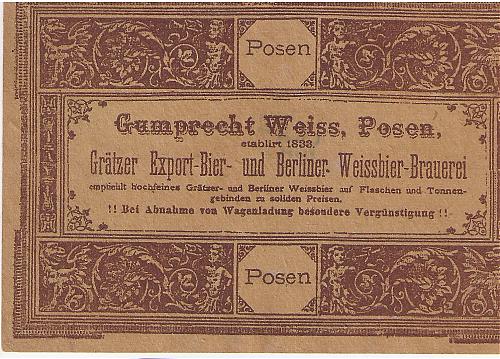 Posen
Gumprecht Weiss, Posen,
etablirt 1833,
Grätzer Export-Bier- und Berliner- Weissbier-Brauerei
empfiehlt hochfeines Grätzer- und Berliner Weissbier auf Flaschen und Tonnen-
gebinden zu soliden Preisen.
!! Bei Abnahme von Wagenladung besondere Vergünstigung !!
Posen